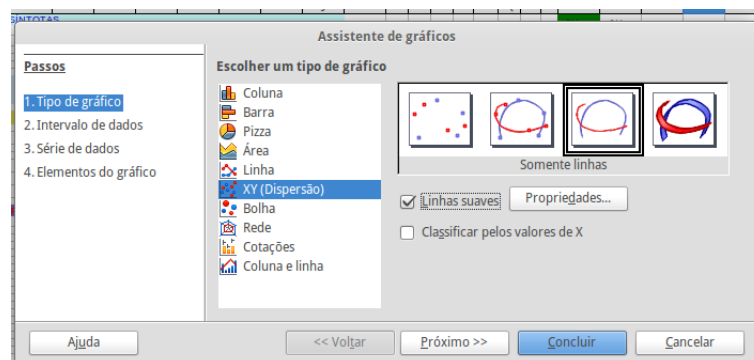 SINTOTAS
Assistente de gráficos
Passos
1. Tipo de gráfico
2. Intervalo de dados
3. Série de dados
4. Elementos do gráfico
Escolher um tipo de gráfico
Coluna
Barra
Pizza
Área
Linha
XY (Dispersão)
Bolha
Rede
Cotações
Coluna e linha
Somente linhas
Linhas suaves
Propriedades...
Classificar pelos valores de X
Ajuda
<< Voltar
Próximo >>
Concluir
Cancelar